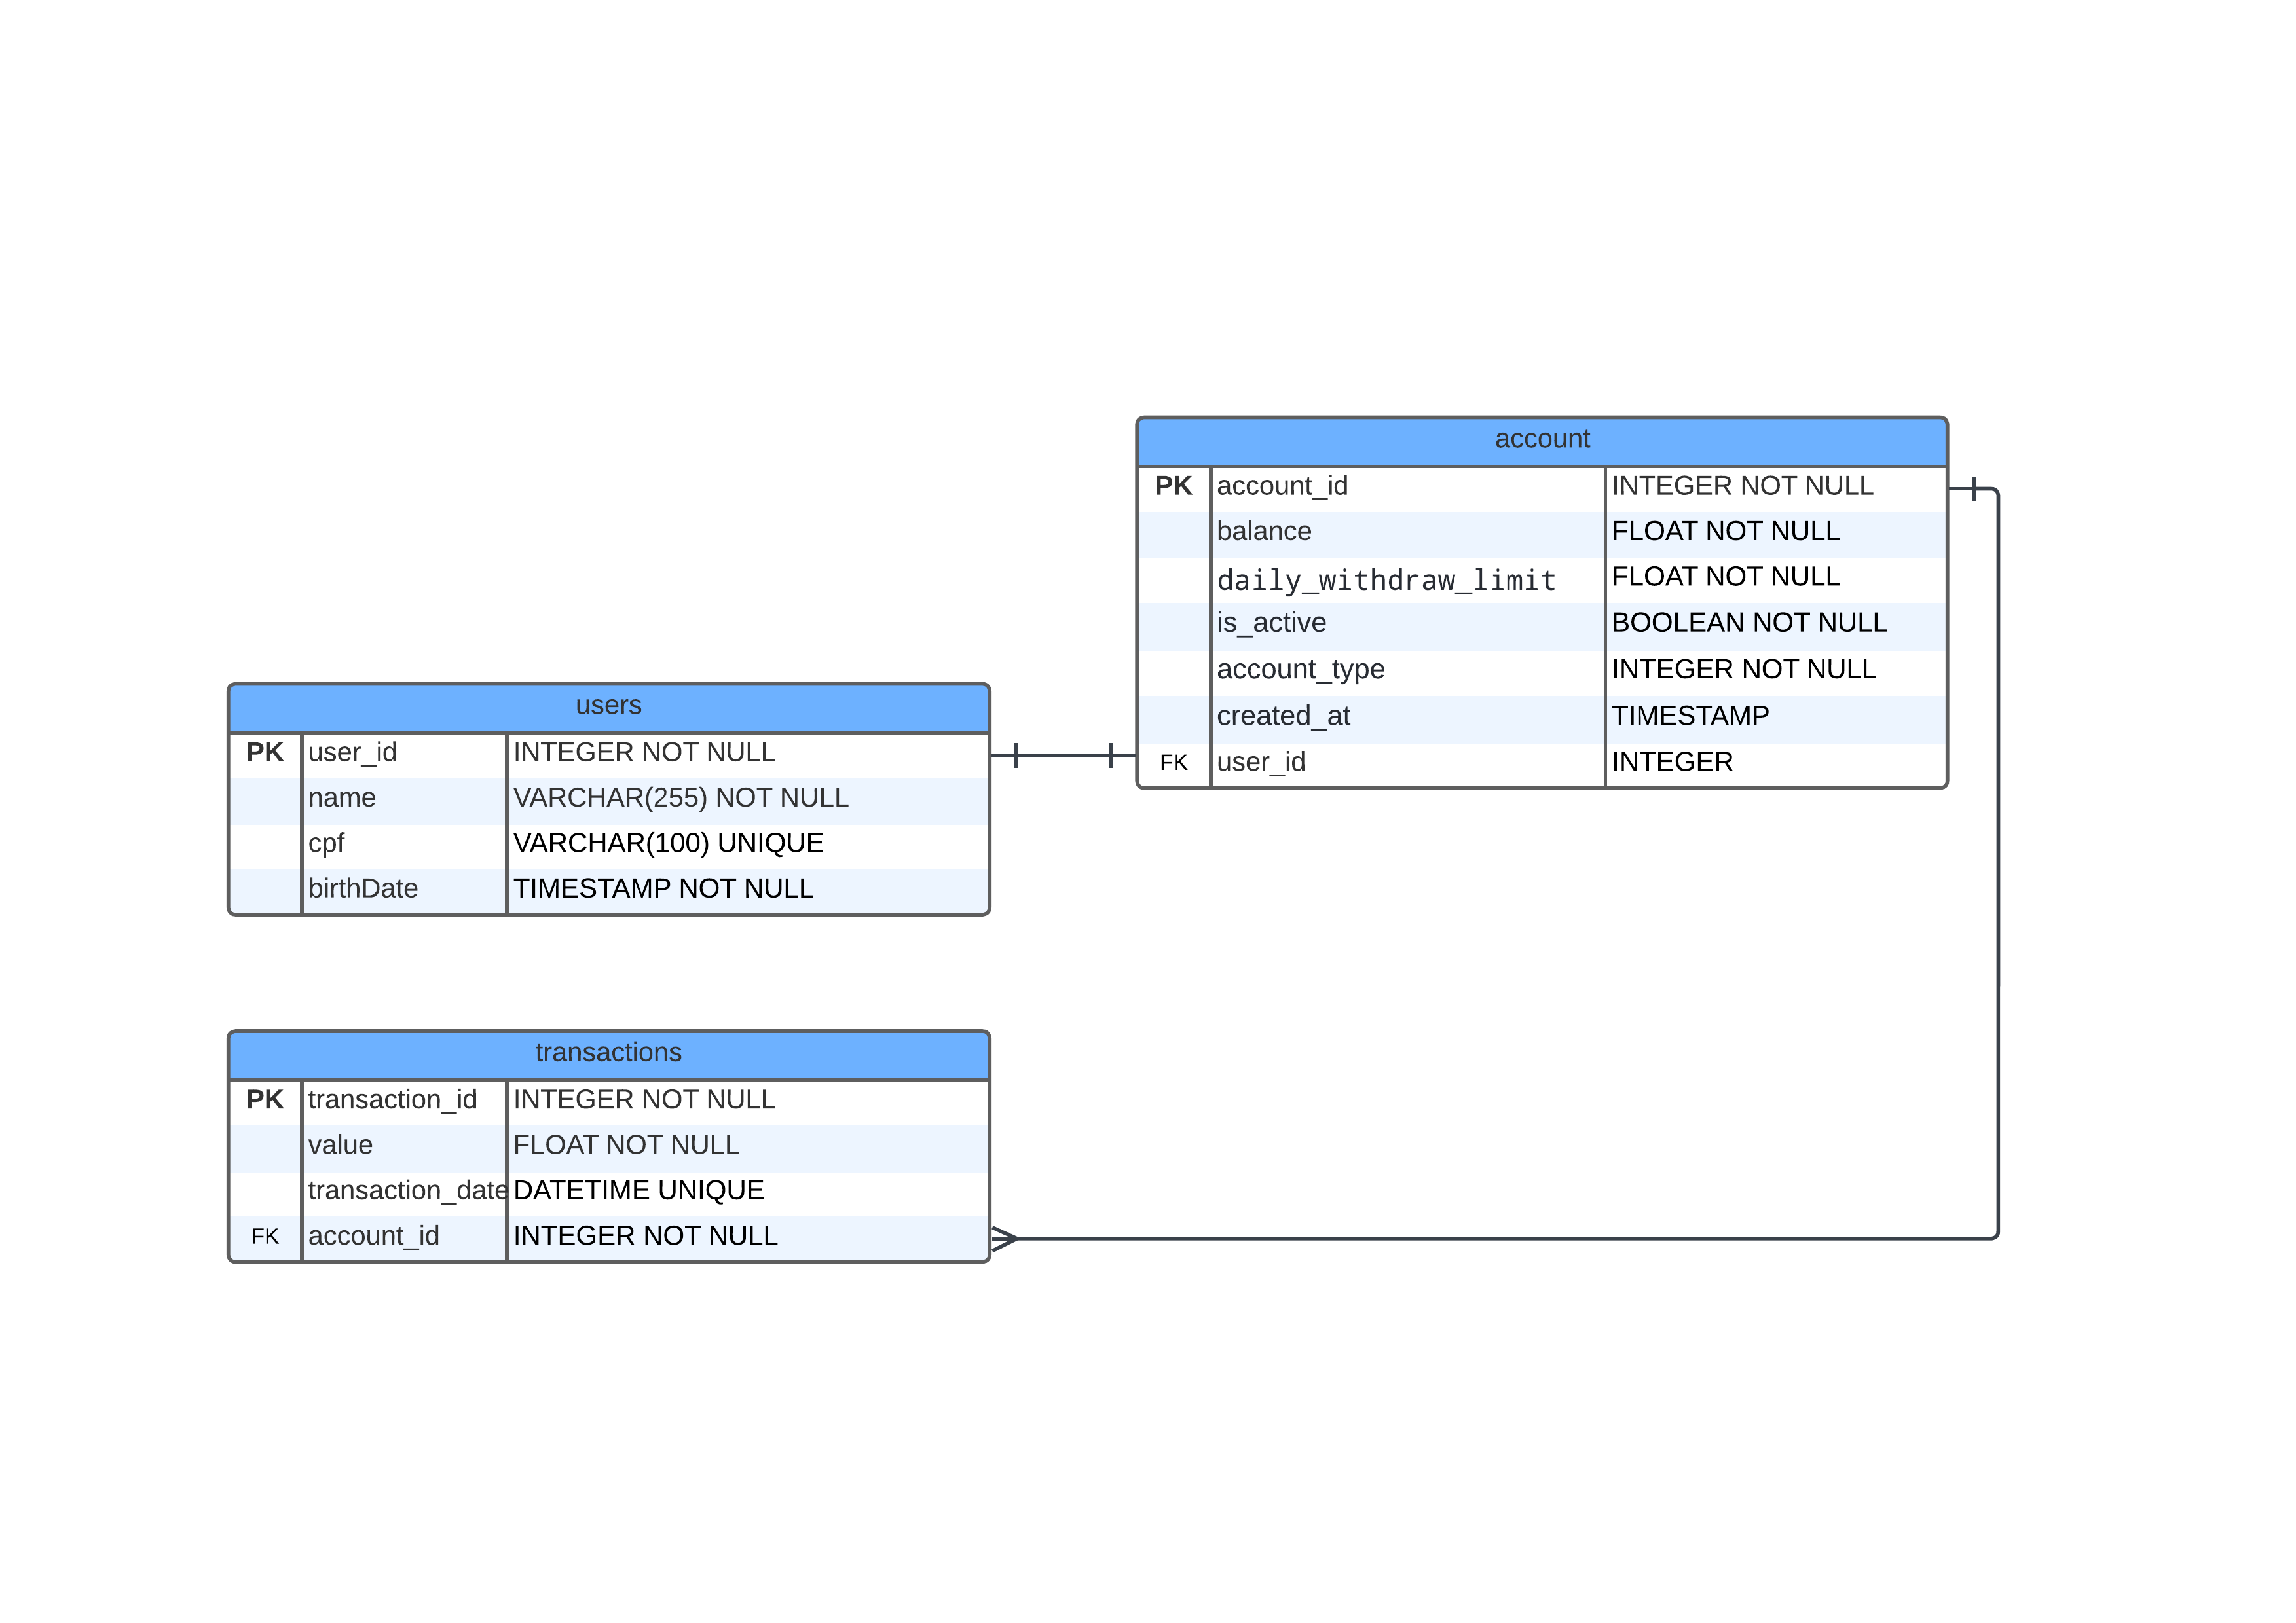 account
PK account_id INTEGER NOT NULL
balance FLOAT NOT NULL
daily_withdraw_limit FLOAT NOT NULL
is_active BOOLEAN NOT NULL
account_type INTEGER NOT NULL
created_at TIMESTAMP
FK user_id INTEGER
users
PK user_id INTEGER NOT NULL
name VARCHAR(255) NOT NULL
cpf VARCHAR(100) UNIQUE
birthDate TIMESTAMP NOT NULL
transactions
PK transaction_id INTEGER NOT NULL
value FLOAT NOT NULL
transaction_date DATETIME UNIQUE
FK account_id INTEGER NOT NULL